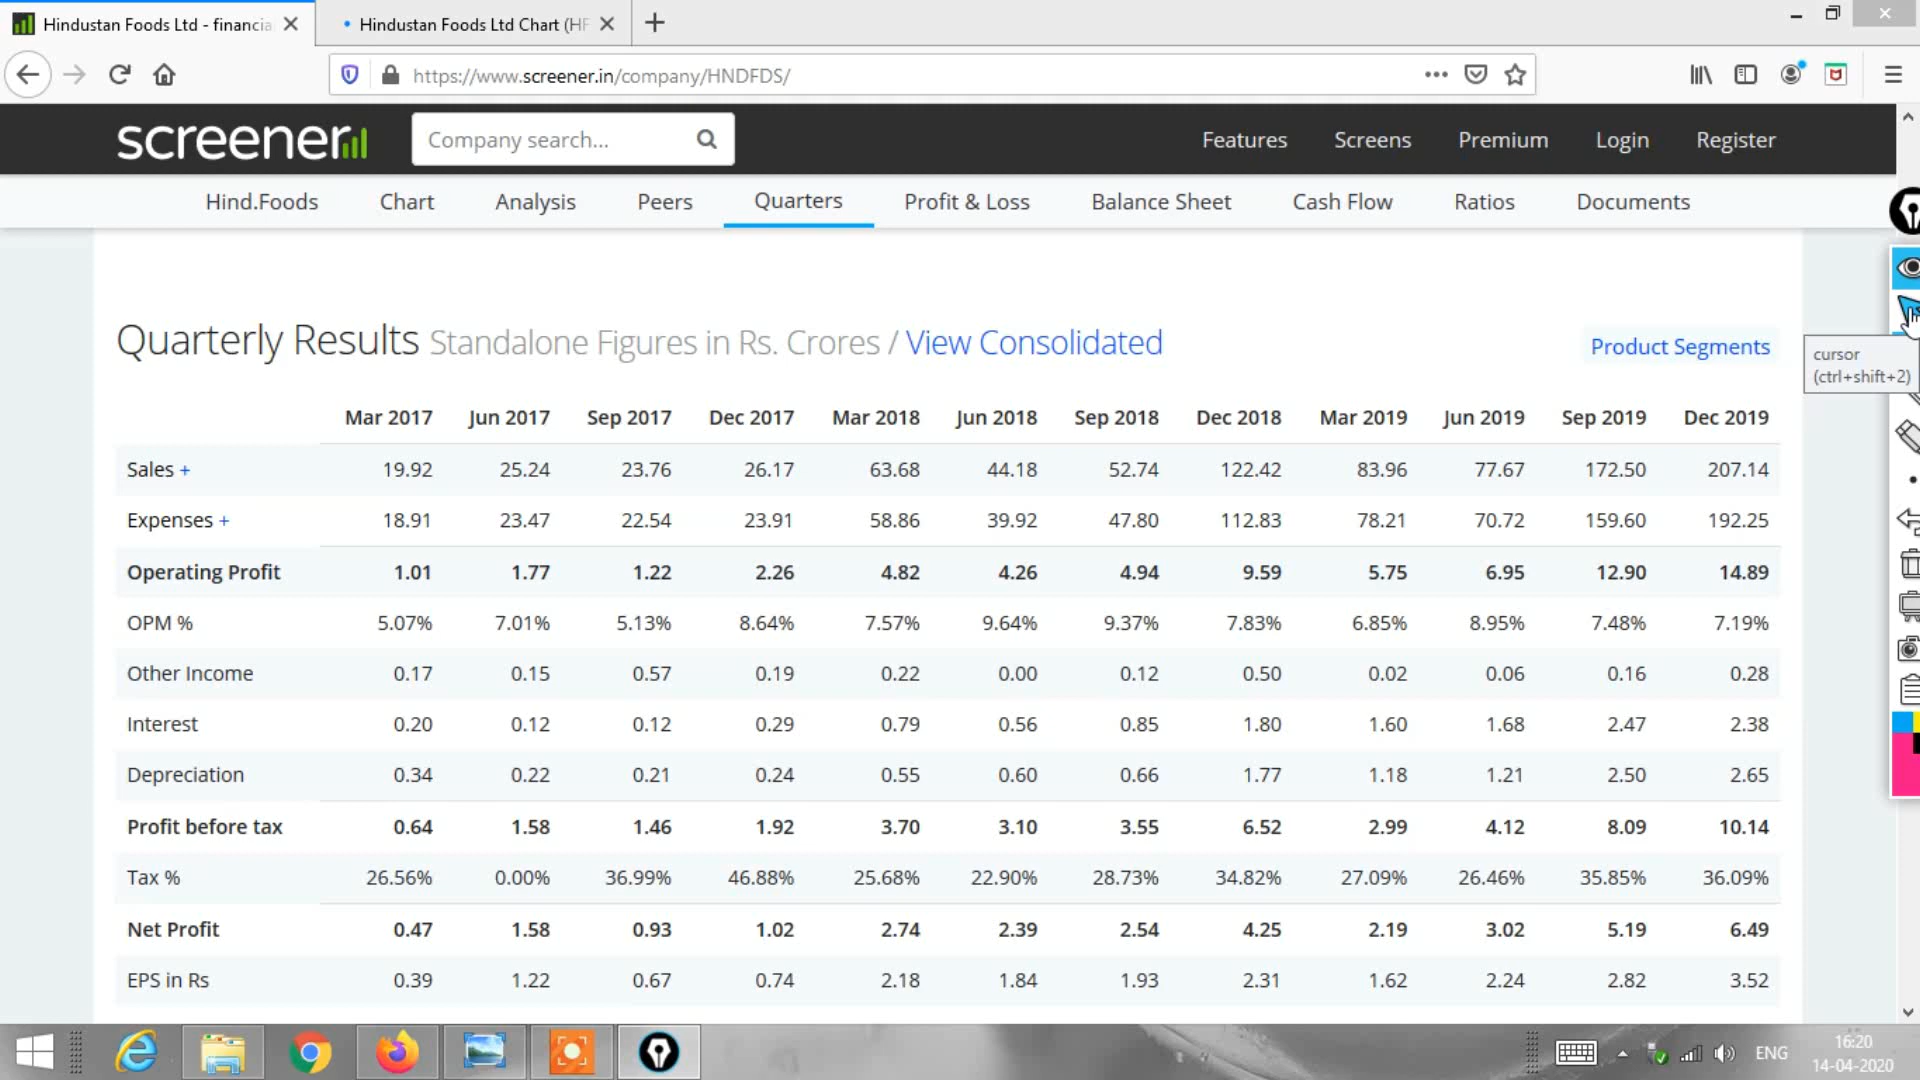 Hindustan Foods Ltd - financia
Hindustan Foods Ltd Chart (HF
https://www.screener.in/company/HNDFDS/
screener
Company search...
Features Screens Premium Login Register
Hind.Foods Chart Analysis Peers Quarters Profit & Loss Balance Sheet Cash Flow Ratios Documents
Quarterly Results Standalone Figures in Rs. Crores / View Consolidated
Product Segments
cursor
(ctrl+shift+2)
Mar 2017 Jun 2017 Sep 2017 Dec 2017 Mar 2018 Jun 2018 Sep 2018 Dec 2018 Mar 2019 Jun 2019 Sep 2019 Dec 2019
Sales + 19.92 25.24 23.76 26.17 63.68 44.18 52.74 122.42 83.96 77.67 172.50 207.14
Expenses + 18.91 23.47 22.54 23.91 58.86 39.92 47.80 112.83 78.21 70.72 159.60 192.25
Operating Profit 1.01 1.77 1.22 2.26 4.82 4.26 4.94 9.59 5.75 6.95 12.90 14.89
OPM % 5.07% 7.01% 5.13% 8.64% 7.57% 9.64% 9.37% 7.83% 6.85% 8.95% 7.48% 7.19%
Other Income 0.17 0.15 0.57 0.19 0.22 0.00 0.12 0.50 0.02 0.06 0.16 0.28
Interest 0.20 0.12 0.12 0.29 0.79 0.56 0.85 1.80 1.60 1.68 2.47 2.38
Depreciation 0.34 0.22 0.21 0.24 0.55 0.60 0.66 1.77 1.18 1.21 2.50 2.65
Profit before tax 0.64 1.58 1.46 1.92 3.70 3.10 3.55 6.52 2.99 4.12 8.09 10.14
Tax % 26.56% 0.00% 36.99% 46.88% 25.68% 22.90% 28.73% 34.82% 27.09% 26.46% 35.85% 36.09%
Net Profit 0.47 1.58 0.93 1.02 2.74 2.39 2.54 4.25 2.19 3.02 5.19 6.49
EPS in Rs 0.39 1.22 0.67 0.74 2.18 1.84 1.93 2.31 1.62 2.24 2.82 3.52
ENG
16:20
14-04-2020